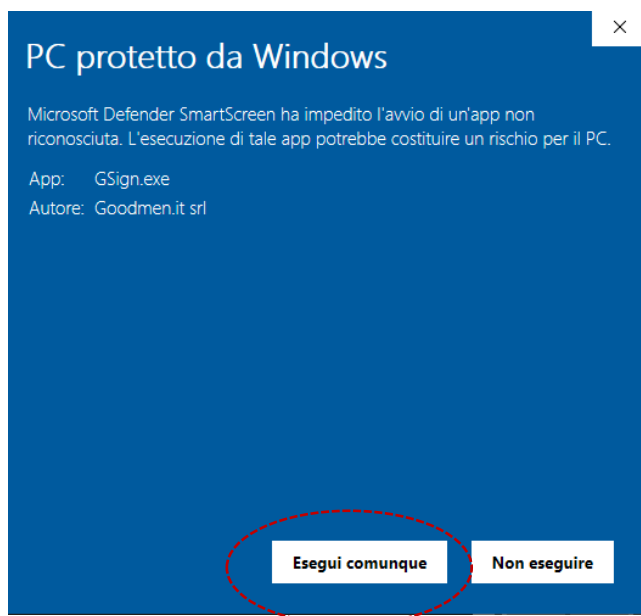 PC protetto da Windows
Microsoft Defender SmartScreen ha impedito l'avvio di un'app non
riconosciuta. L'esecuzione di tale app potrebbe costituire un rischio per il PC.
App: GSign.exe
Autore: Goodmen.it srl
Esegui comunque Non eseguire